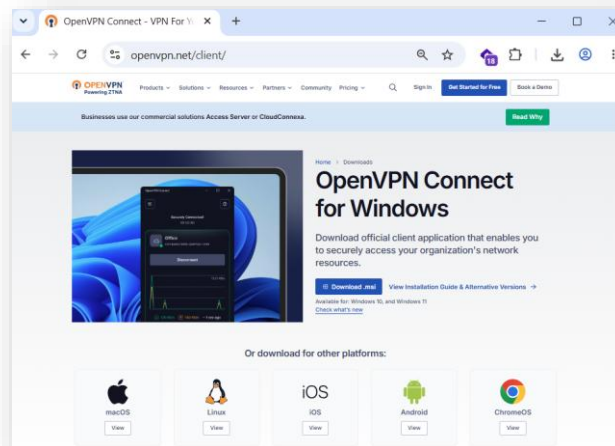 OpenVPN Connect - VPN For Y
openvpn.net/client/
18
OPENVPN
Powering ZTNA
Products
Solutions
Resources
Partners
Community
Pricing
Sign In
Get Started for Free
Book a Demo
Businesses use our commercial solutions Access Server or CloudConnexa.
Read Why
Home > Downloads
OpenVPN Connect
for Windows
Download official client application that enables you
to securely access your organization's network
resources.
Download .msi
View Installation Guide & Alternative Versions →
Available for: Windows 10, and Windows 11
Check what's new
Securely Connected
Office
Disconnect
Or download for other platforms:
macOS
View
Linux
View
iOS
iOS
View
Android
View
ChromeOS
View